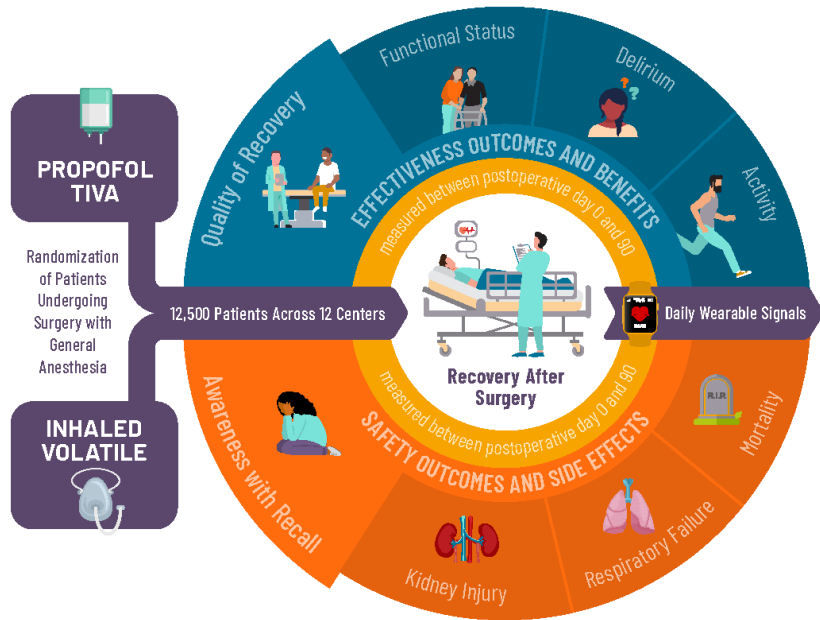 PROPOFOL
TIVA
Randomization
of Patients
Undergoing
Surgery with
General
Anesthesia
INHALED
VOLATILE
12,500 Patients Across 12 Centers
Quality of Recovery
Functional Status
Delirium
Activity
EFFECTIVENESS OUTCOMES AND BENEFITS
measured between postoperative day 0 and 90
Recovery After
Surgery
Daily Wearable Signals
measured between postoperative day 0 and 90
SAFETY OUTCOMES AND SIDE EFFECTS
Awareness with Recall
Kidney Injury
Respiratory Failure
Mortality
R.I.P.